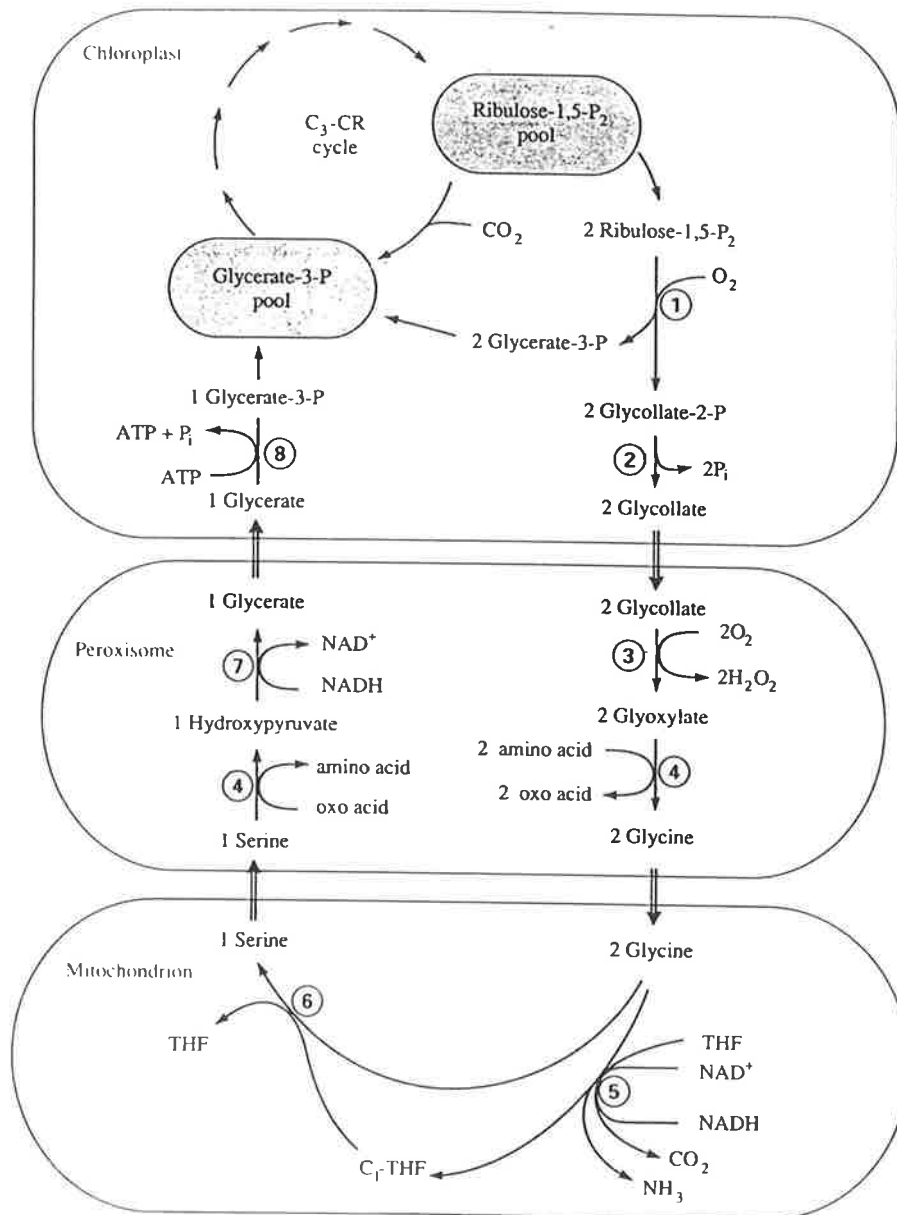 Chloroplast
C3-CR
cycle
Ribulose-1,5-P2
pool
CO2
2 Ribulose-1,5-P2
O2
1
Glycerate-3-P
pool
2 Glycerate-3-P
1 Glycerate-3-P
2 Glycollate-2-P
ATP + Pi
8
ATP
2
2Pi
1 Glycerate
2 Glycollate
1 Glycerate
2 Glycollate
Peroxisome
NAD+
7
NADH
3
2O2
2H2O2
1 Hydroxypyruvate
2 Glyoxylate
amino acid
4
oxo acid
2 amino acid
4
2 oxo acid
1 Serine
2 Glycine
1 Serine
2 Glycine
Mitochondrion
6
THF
THF
NAD+
5
NADH
C1-THF
CO2
NH3